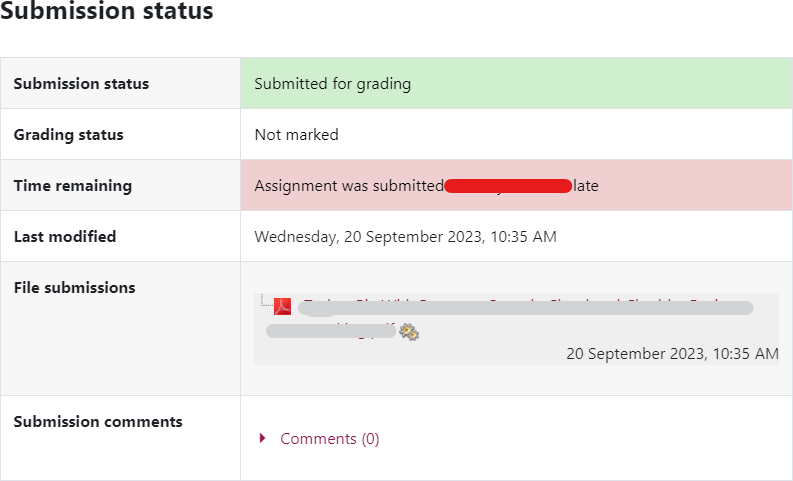 Submission status
Submission status Submitted for grading
Grading status Not marked
Time remaining Assignment was submitted late
Last modified Wednesday, 20 September 2023, 10:35 AM
File submissions
20 September 2023, 10:35 AM
Submission comments
Comments (0)